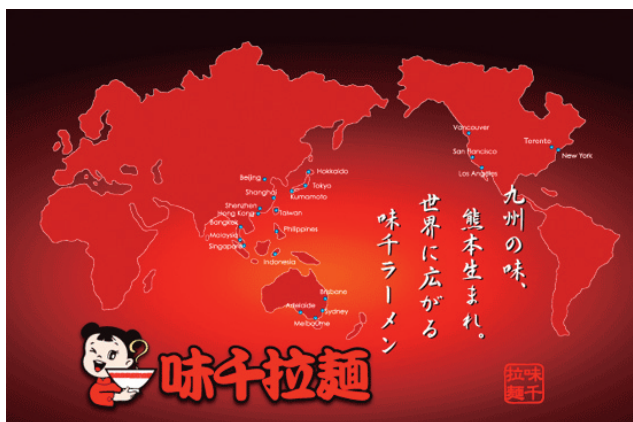 Vancouver
Toronto
San Francisco
New York
Los Angeles
Hokkaido
Beijing
Tokyo
Shanghai
Kumamoto
Shenzhen
Hong Kong
Taiwan
Bangkok
Philippines
Malaysia
Singapore
Indonesia
Brisbane
Adelaide
Sydney
Melbourne
九州の味、
熊本生まれ。
世界に広がる
味千ラーメン
味千拉麺
味千
拉麺